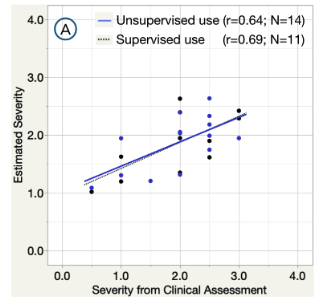 A
Unsupervised use (r=0.64; N=14)
Supervised use (r=0.69; N=11)
Estimated Severity
4.0
3.0
2.0
1.0
0.0
0.0 1.0 2.0 3.0 4.0
Severity from Clinical Assessment